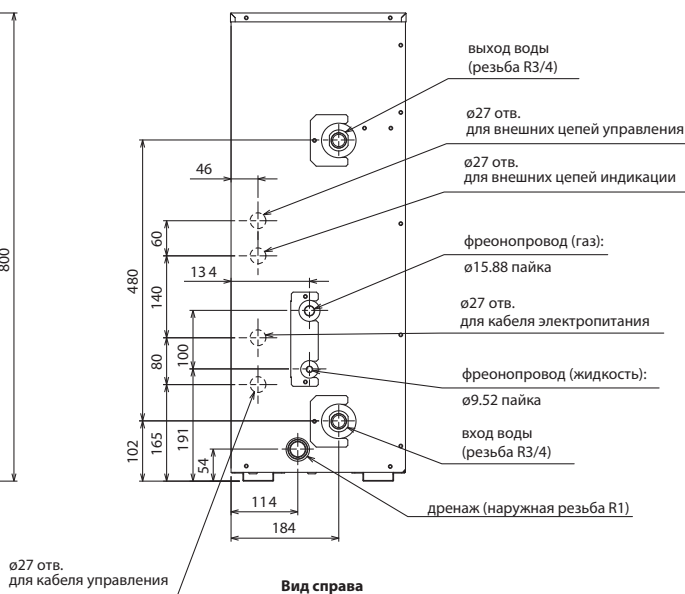 выход воды
(резьба R3/4)
ø27 отв.
для внешних цепей управления
ø27 отв.
для внешних цепей индикации
фреонопровод (газ):
ø15.88 пайка
ø27 отв.
для кабеля электропитания
фреонопровод (жидкость):
ø9.52 пайка
вход воды
(резьба R3/4)
дренаж (наружная резьба R1)
800
480
102
60
140
80
165
46
134
100
191
54
114
184
ø27 отв.
для кабеля управления
Вид справа